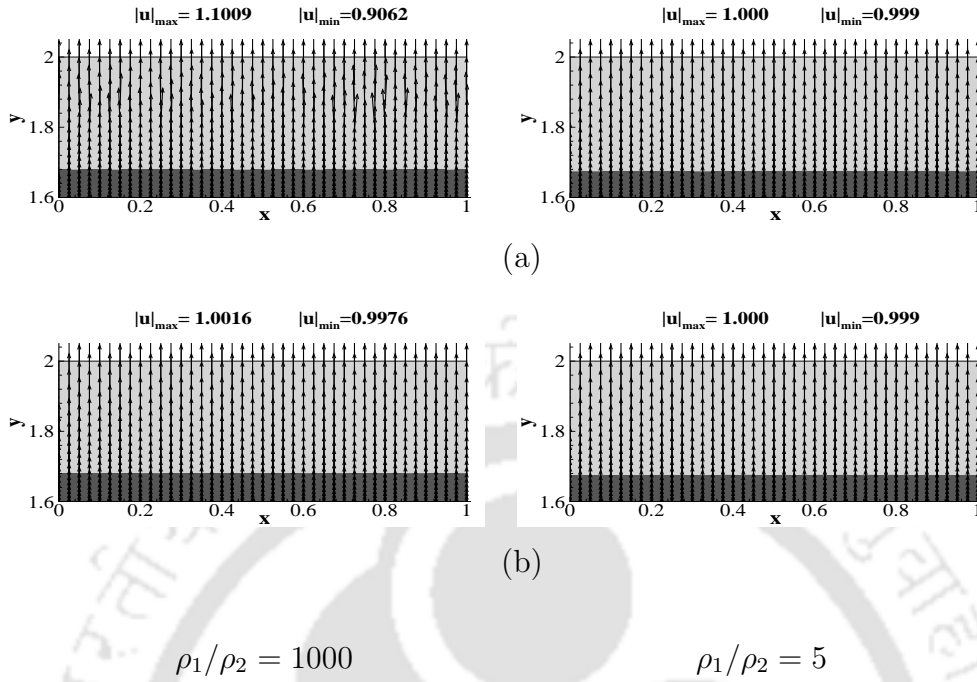 |u|max= 1.1009 |u|min=0.9062
|u|max= 1.000 |u|min=0.999
2
1.8
1.6
y
0 0.2 0.4 0.6 0.8 1
x
2
1.8
1.6
y
0 0.2 0.4 0.6 0.8 1
x
(a)
|u|max= 1.0016 |u|min=0.9976
|u|max= 1.000 |u|min=0.999
2
1.8
1.6
y
0 0.2 0.4 0.6 0.8 1
x
2
1.8
1.6
y
0 0.2 0.4 0.6 0.8 1
x
(b)
ρ₁/ρ₂ = 1000
ρ₁/ρ₂ = 5